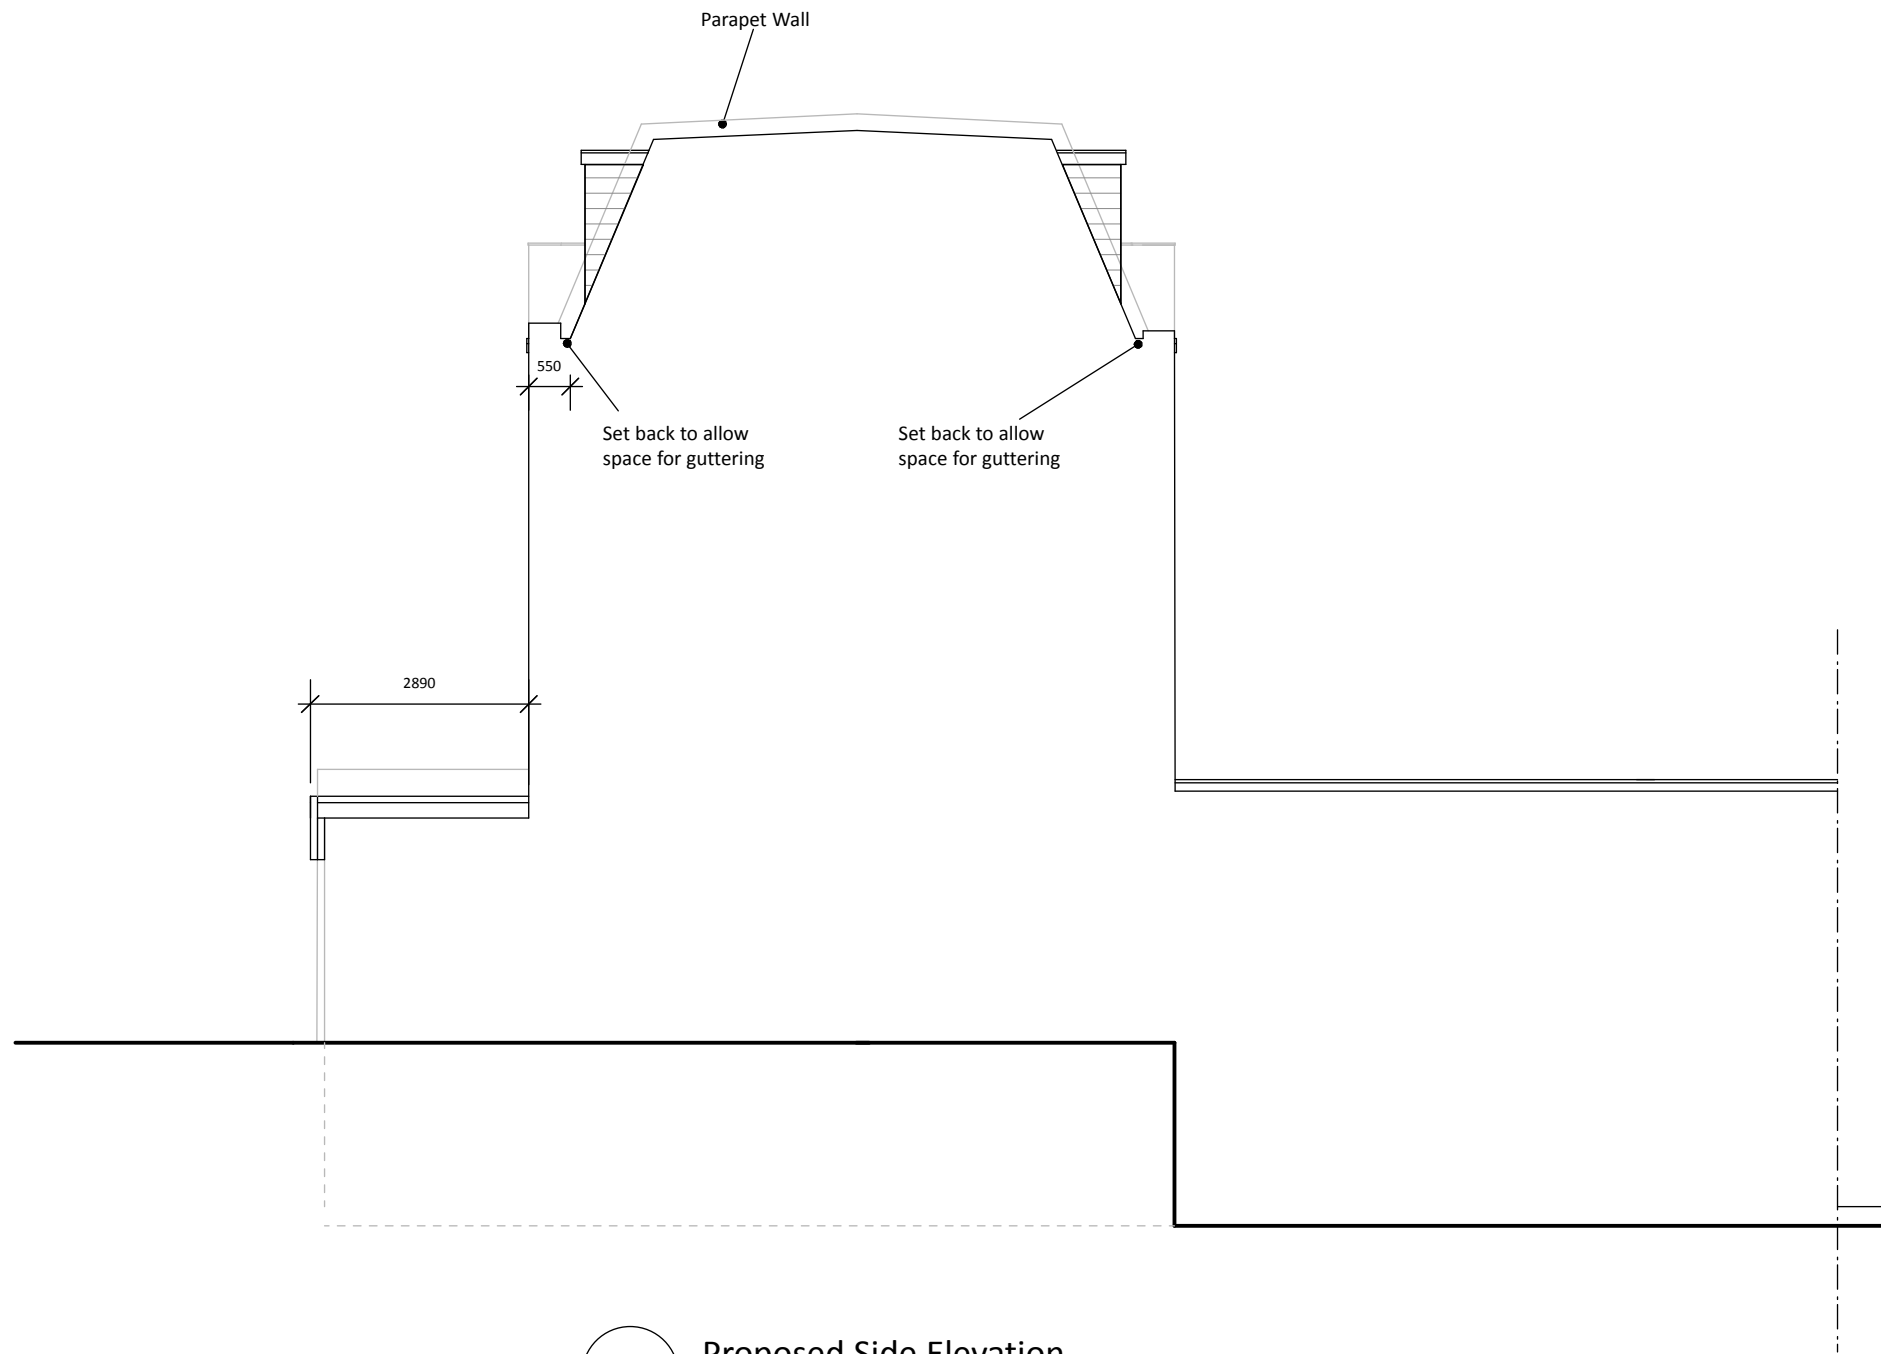 Parapet Wall
550
Set back to allow
space for guttering
Set back to allow
space for guttering
2890
Proposed Side Elevation